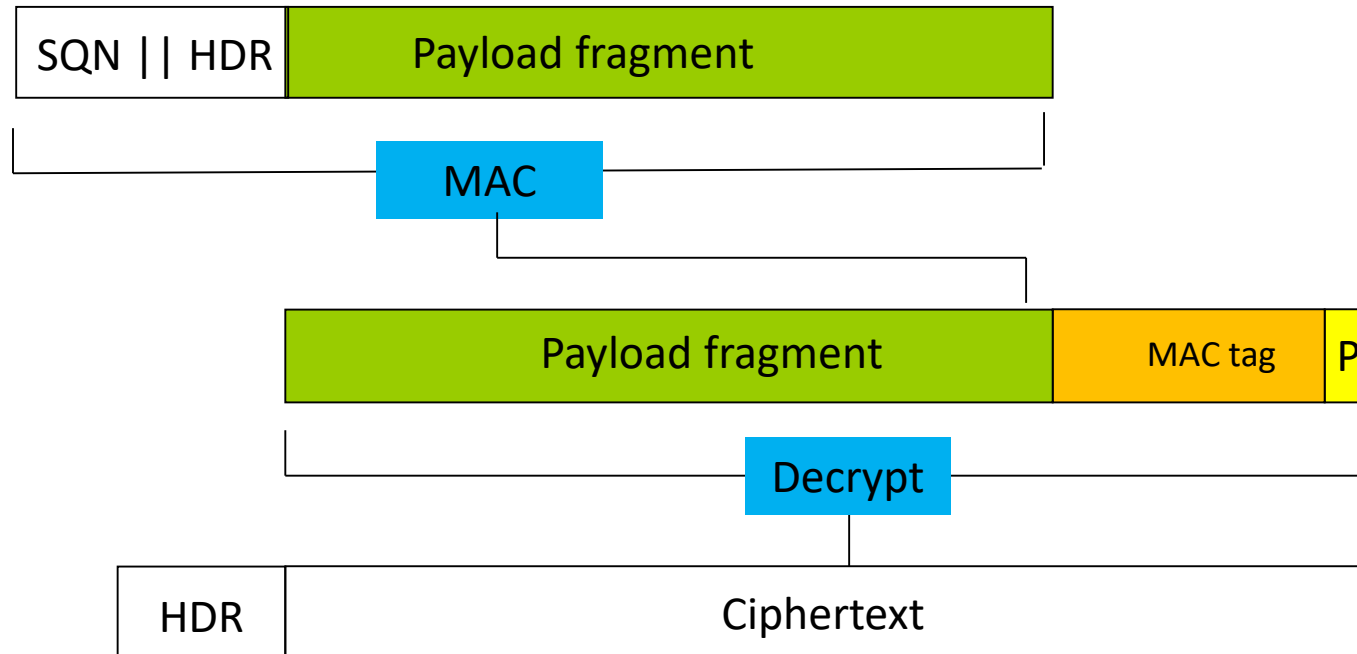 SQN || HDR Payload fragment
MAC
Payload fragment MAC tag P
Decrypt
HDR Ciphertext